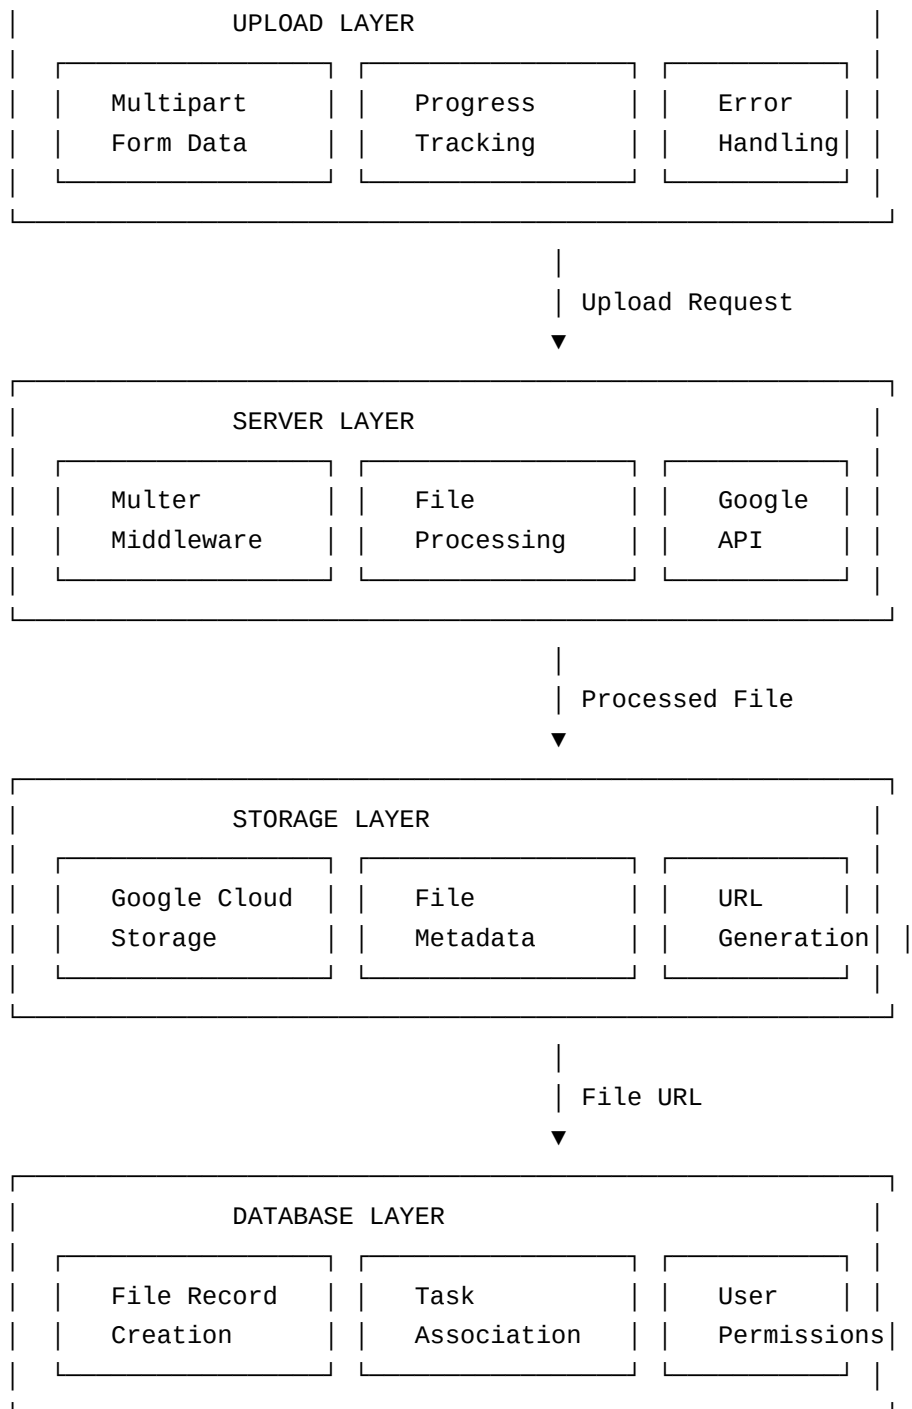 UPLOAD LAYER
Multipart Progress Error
Form Data Tracking Handling
Upload Request
SERVER LAYER
Multer File Google
Middleware Processing API
Processed File
STORAGE LAYER
Google Cloud File URL
Storage Metadata Generation
File URL
DATABASE LAYER
File Record Task User
Creation Association Permissions